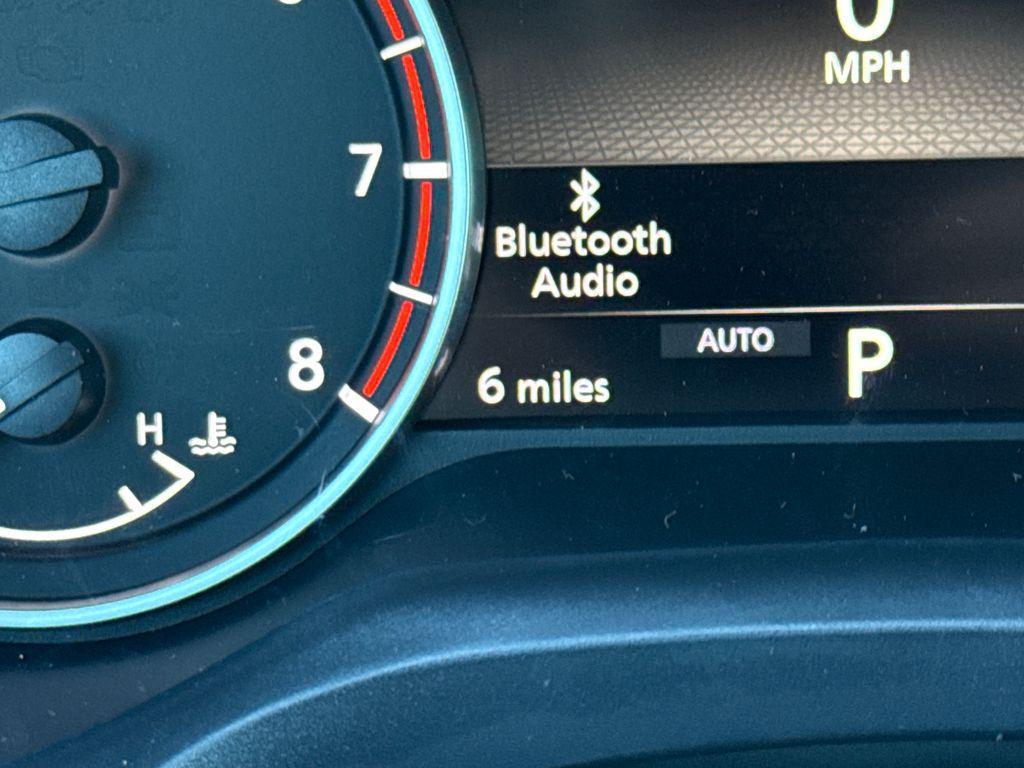 0
MPH
7
Bluetooth
Audio
AUTO
P
8
6 miles
H